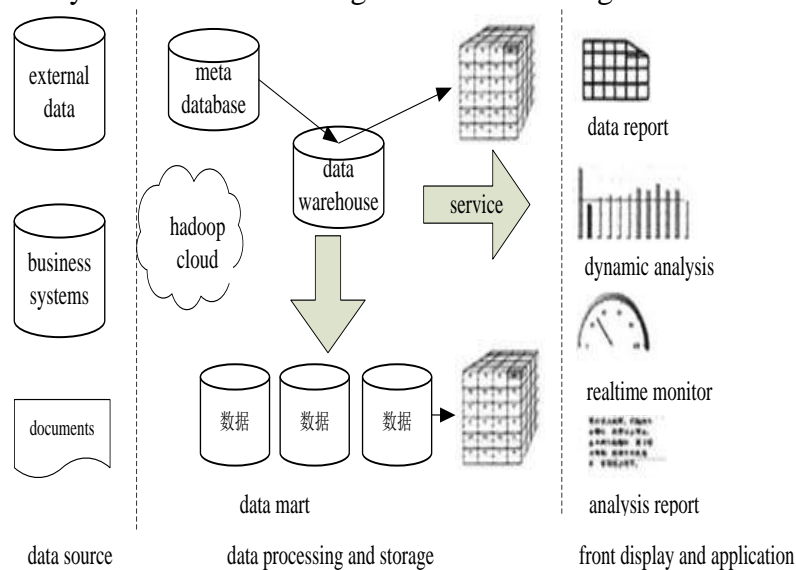 external
data
business
systems
documents
data source
meta
database
data
warehouse
hadoop
cloud
数据
数据
数据
data mart
data processing and storage
service
data report
dynamic analysis
realtime monitor
analysis report
front display and application